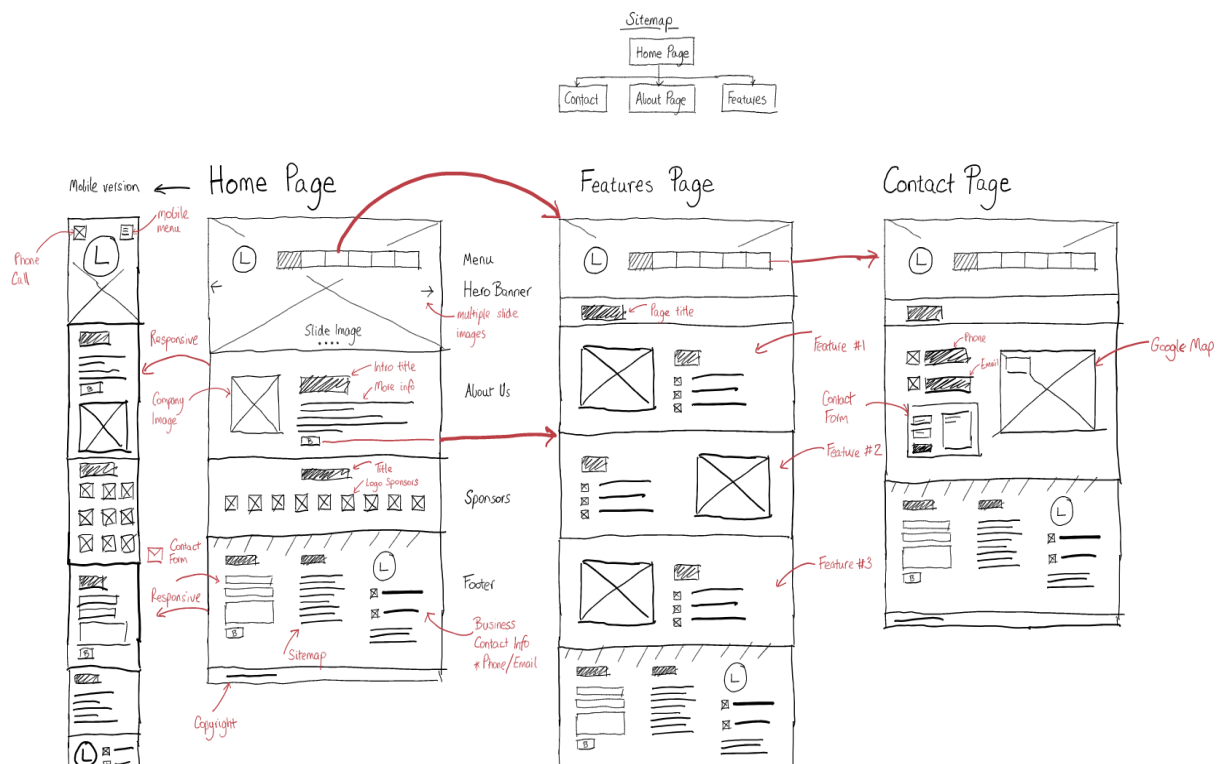 Sitemap
Home Page
Contact
About Page
Features
Mobile version
Home Page
Features Page
Contact Page
mobile
menu
Phone
Call
L
L
Menu
Hero Banner
multiple slide
images
Slide Image
L
Page title
L
Responsive
Company
Image
Intro title
More info
About Us
B
B
Feature #1
Phone
Email
Google Map
Contact
Form
Feature #2
Title
Logo Sponsors
Sponsors
Contact
Form
Responsive
L
Footer
B
B
Sitemap
Business
Contact Info
* Phone/Email
Copyright
Feature #3
L
B
L
B
L